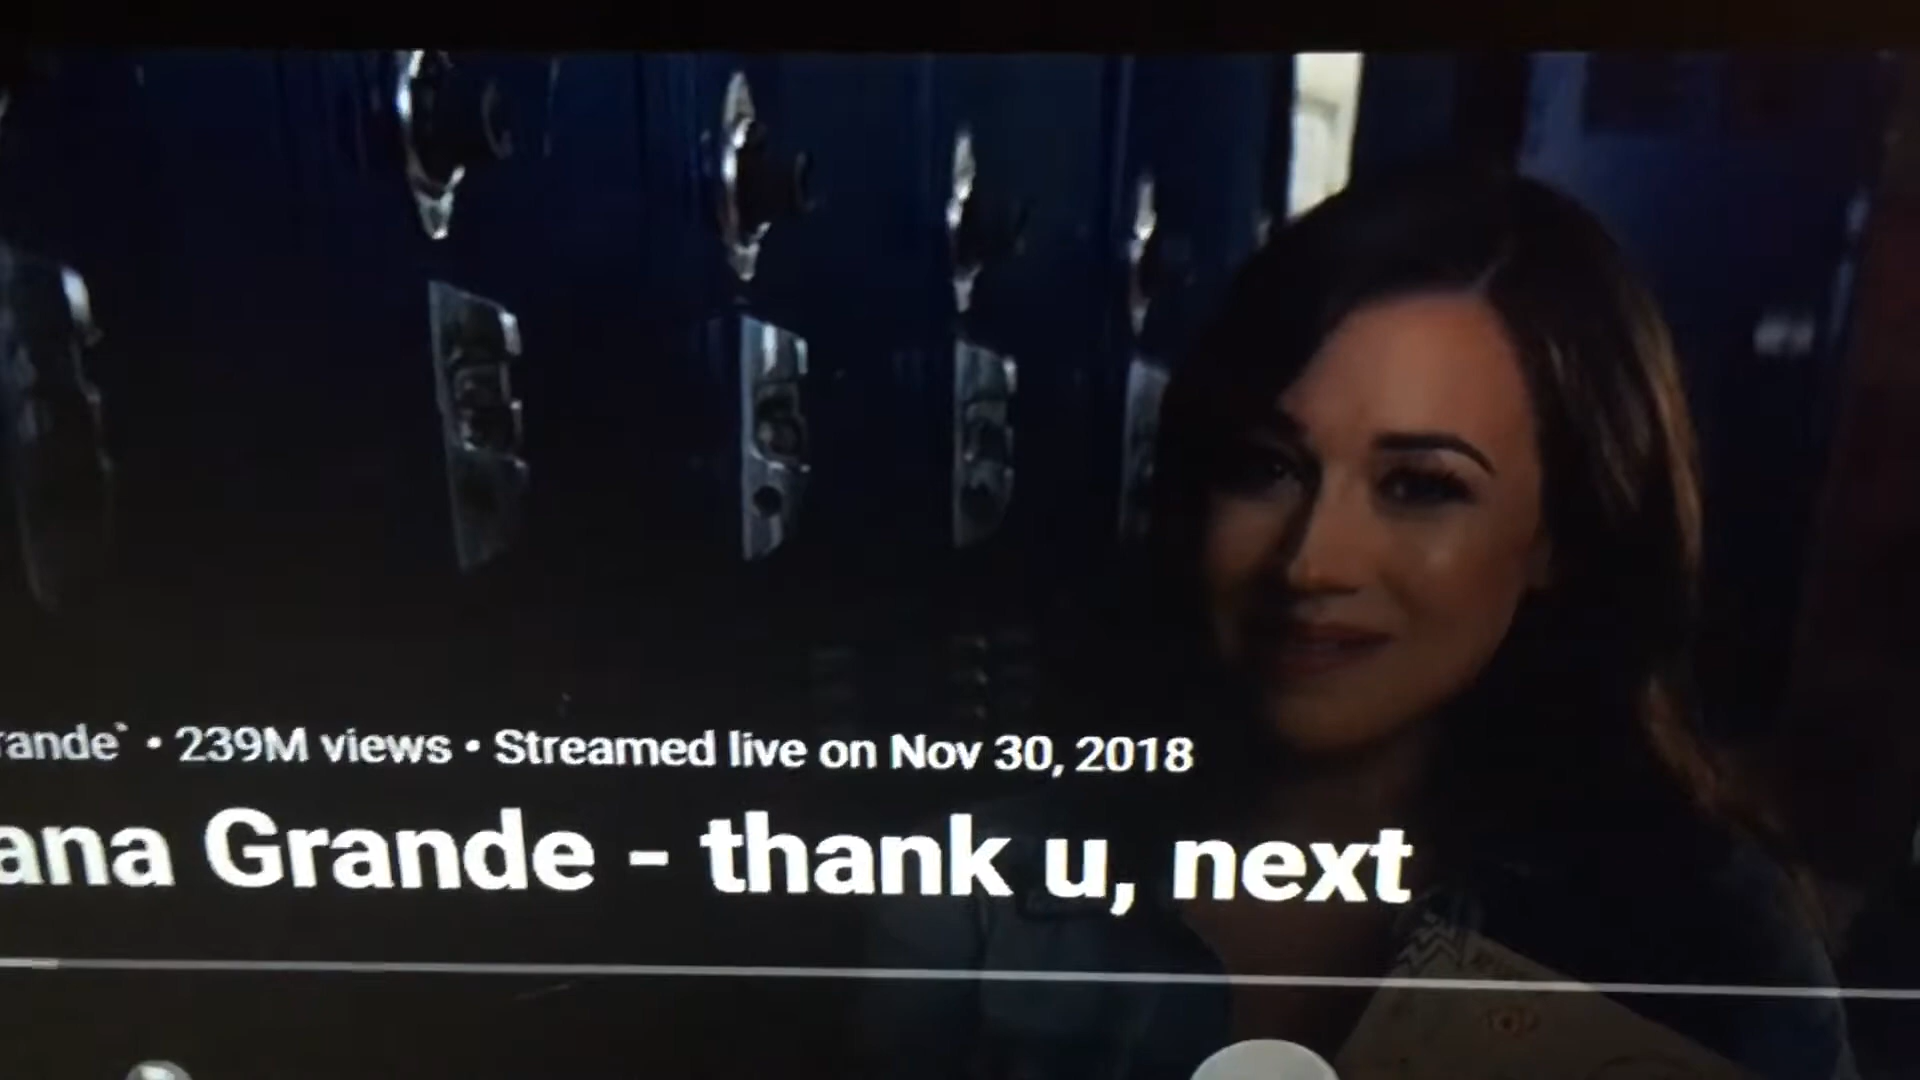 rande` • 239M views • Streamed live on Nov 30, 2018
ana Grande - thank u, next